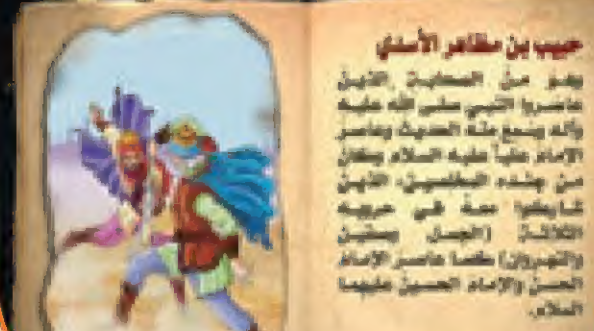 حبيب بن مظاهر الأسدي
وهو من الصحابة الذين
عاصروا النبي صلى الله عليه
وآله وسمع منه الحديث وعاصر
الإمام علياً عليه السلام وكان
من جنده المخلصين، الذين
شاركوا معه في حروبه
الثلاثة (الجمل وصفين
والنهروان) كما عاصر الإمام
الحسن والإمام الحسين عليهما
السلام.